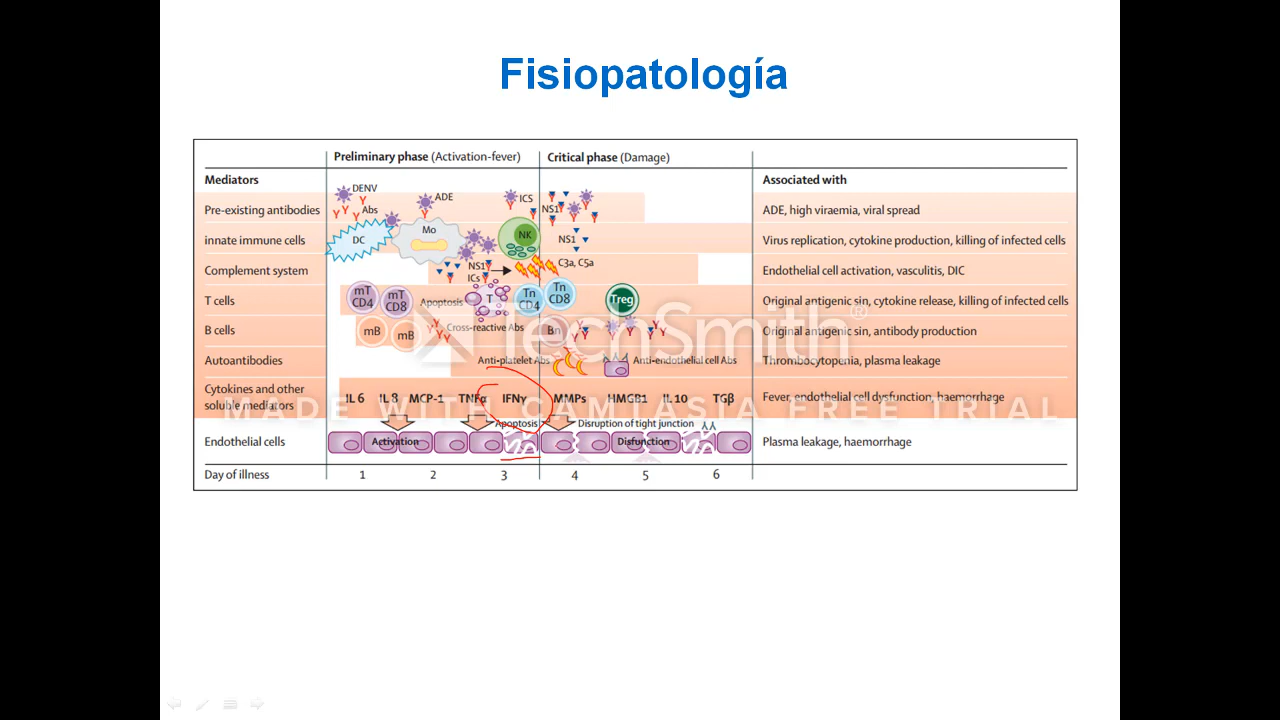 Fisiopatología
Preliminary phase (Activation-fever) Critical phase (Damage)
Mediators Associated with
DENV ADE ICS
Pre-existing antibodies Abs NS1 ADE, high viraemia, viral spread
innate immune cells DC Mo NK NS1 Virus replication, cytokine production, killing of infected cells
Complement system NS1 ICs C3a, C5a Endothelial cell activation, vasculitis, DIC
T cells mT CD4 mT CD8 Apoptosis T Tn CD4 Tn CD8 Treg Original antigenic sin, cytokine release, killing of infected cells
B cells mB mB Cross-reactive Abs Bn Original antigenic sin, antibody production
TechSmith®
Autoantibodies Anti-platelet Abs Anti-endothelial cell Abs Thrombocytopenia, plasma leakage
Cytokines and other
soluble mediators IL 6 IL 8 MCP-1 TNFα IFNγ MMPs HMGB1 IL 10 TGβ Fever, endothelial cell dysfunction, haemorrhage
MADE WITH CAMTASIA FREE TRIAL
Apoptosis Disruption of tight junction
Endothelial cells Activation Disfunction Plasma leakage, haemorrhage
Day of illness 1 2 3 4 5 6